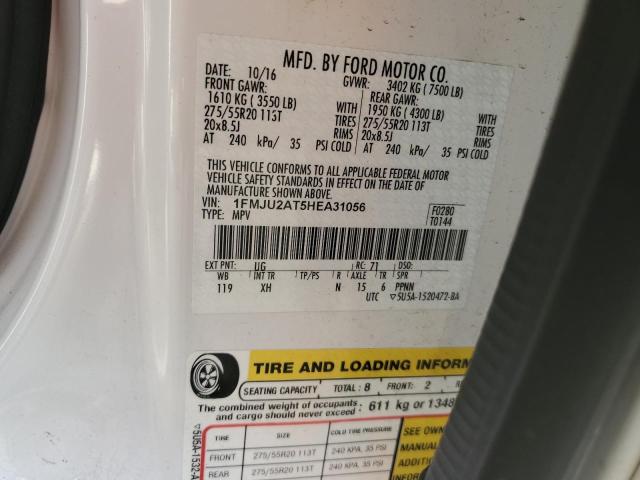 MFD. BY FORD MOTOR CO.
DATE: 10/16 GVWR: 3402 KG ( 7500 LB)
FRONT GAWR: REAR GAWR:
1610 KG ( 3550 LB) WITH 1950 KG ( 4300 LB) WITH
275/55R20 113T TIRES 275/55R20 113T TIRES
20x8.5J RIMS 20x8.5J RIMS
AT 240 kPa/ 35 PSI COLD AT 240 kPa/ 35 PSI COLD
THIS VEHICLE CONFORMS TO ALL APPLICABLE FEDERAL MOTOR
VEHICLE SAFETY STANDARDS IN EFFECT ON THE DATE OF
MANUFACTURE SHOWN ABOVE.
VIN: 1FMJU2AT5HEA31056 F0280
TYPE: MPV T0144
EXT PNT: UG RC: 71 DSO:
WB INT TR TP/PS R AXLE TR SPR
119 XH N 15 6 PPNN
UTC ▽5U5A-1520472-BA
TIRE AND LOADING INFORM
SEATING CAPACITY TOTAL: 8 FRONT: 2 R
The combined weight of occupants
and cargo should never exceed: 611 kg or 1348
▽5U5A-1532-A
TIRE SIZE COLD TIRE PRESSURE SEE OWN
FRONT 275/55R20 113T 240 KPA, 35 PSI MANUAL
REAR 275/55R20 113T 240 KPA, 35 PSI ADDITION